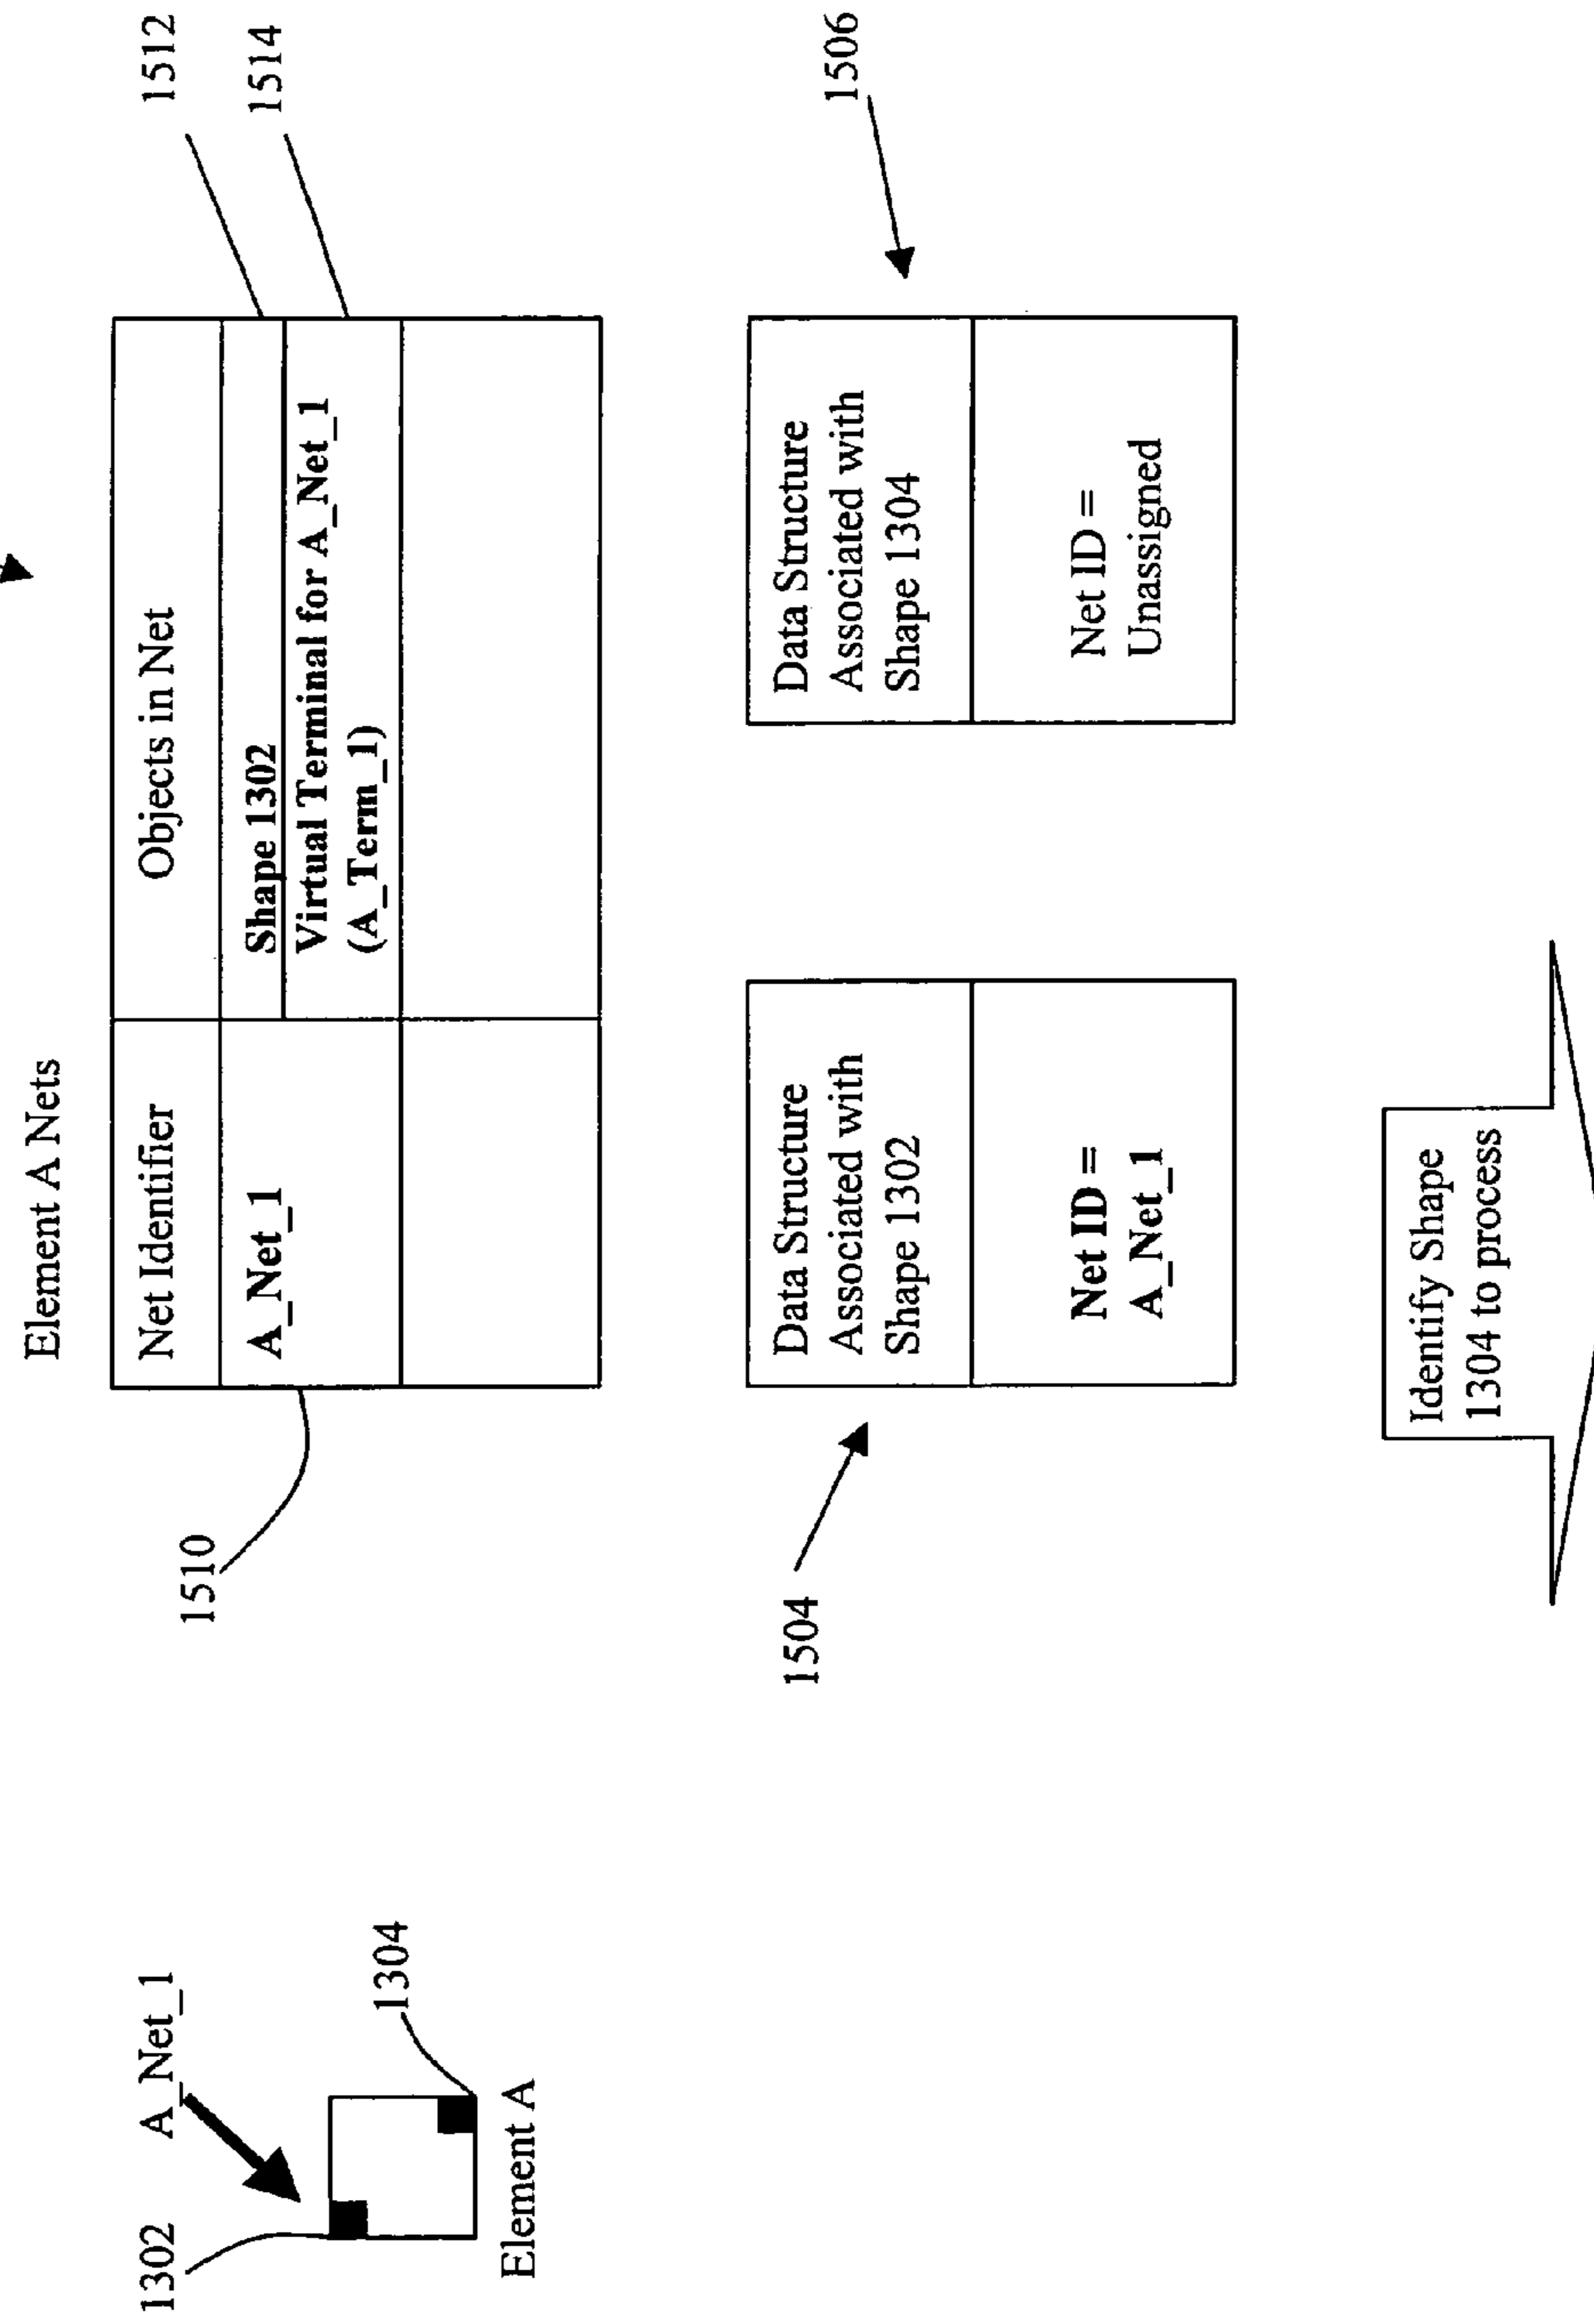 Element A Nets
1302
A_Net_1
1304
Element A
1510
Net Identifier
Objects in Net
A_Net_1
Shape 1302
Virtual Terminal for A_Net_1
(A_Term_1)
1512
1514
1504
Data Structure
Associated with
Shape 1302
Net ID =
A_Net_1
Data Structure
Associated with
Shape 1304
Net ID =
Unassigned
1506
Identify Shape
1304 to process